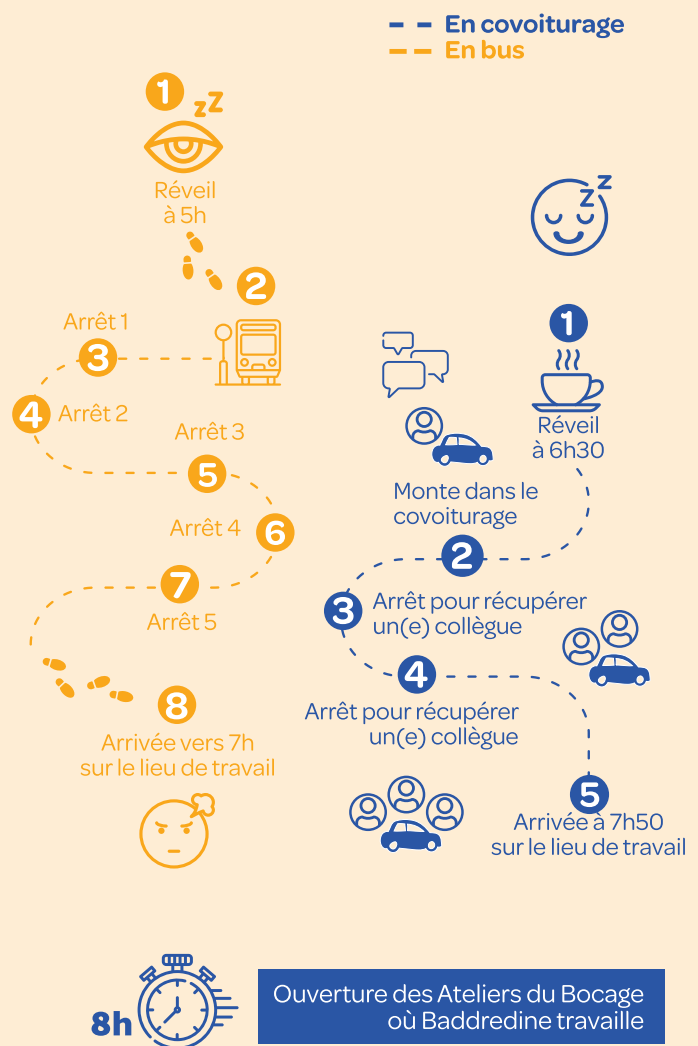 En covoiturage
En bus
1
zZ
Réveil
à 5h
2
Arrêt 1
3
4
Arrêt 2
Arrêt 3
5
Arrêt 4
6
7
Arrêt 5
8
Arrivée vers 7h
sur le lieu de travail
zz
1
Réveil
à 6h30
Monte dans le
covoiturage
2
3
Arrêt pour récupérer
un(e) collègue
4
Arrêt pour récupérer
un(e) collègue
5
Arrivée à 7h50
sur le lieu de travail
8h
Ouverture des Ateliers du Bocage
où Baddredine travaille